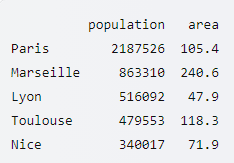 population area
Paris 2187526 105.4
Marseille 863310 240.6
Lyon 516092 47.9
Toulouse 479553 118.3
Nice 340017 71.9